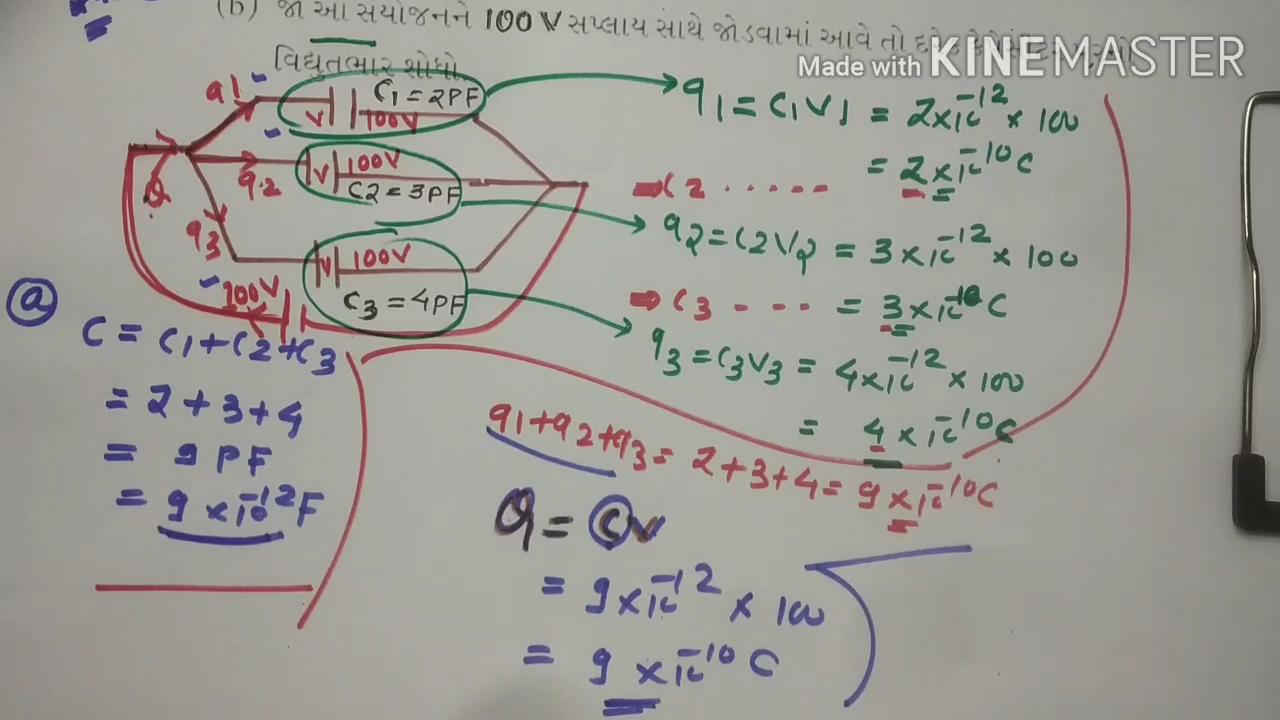 (b) જો આ સંયોજનને 100 V સપ્લાય સાથે જોડવામાં આવે તો દરેક
વિદ્યુતભાર શોધો.
Made with KINEMASTER
q1
C1 = 2PF
V 100V
Q
q2
V 100V
C2 = 3PF
q3
V 100V
C3 = 4PF
100V
q1 = C1V1 = 2×10^-12 × 100
= 2×10^-10 C
⇒ C2 .....
q2 = C2V2 = 3×10^-12 × 100
⇒ C3 - - - = 3×10^-10 C
q3 = C3V3 = 4×10^-12 × 100
= 4×10^-10 C
(a)
C = C1+C2+C3
= 2+3+4
= 9 PF
= 9 ×10^-12 F
q1+q2+q3 = 2+3+4 = 9×10^-10 C
Q = CV
= 9×10^-12 × 100
= 9×10^-10 C